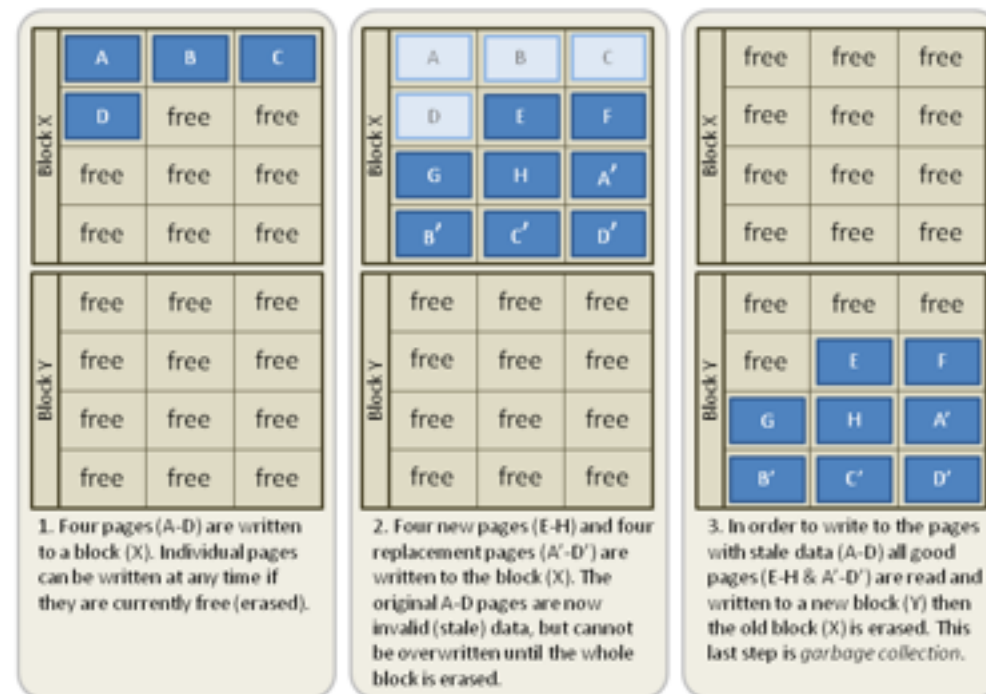 Block X
A B C
D free free
free free free
free free free
Block Y
free free free
free free free
free free free
free free free
1. Four pages (A-D) are written
to a block (X). Individual pages
can be written at any time if
they are currently free (erased).
Block X
A B C
D E F
G H A′
B′ C′ D′
Block Y
free free free
free free free
free free free
free free free
2. Four new pages (E-H) and four
replacement pages (A′-D′) are
written to the block (X). The
original A-D pages are now
invalid (stale) data, but cannot
be overwritten until the whole
block is erased.
Block X
free free free
free free free
free free free
free free free
Block Y
free free free
free E F
G H A'
B' C' D'
3. In order to write to the pages
with stale data (A-D) all good
pages (E-H & A′-D′) are read and
written to a new block (Y) then
the old block (X) is erased. This
last step is garbage collection.